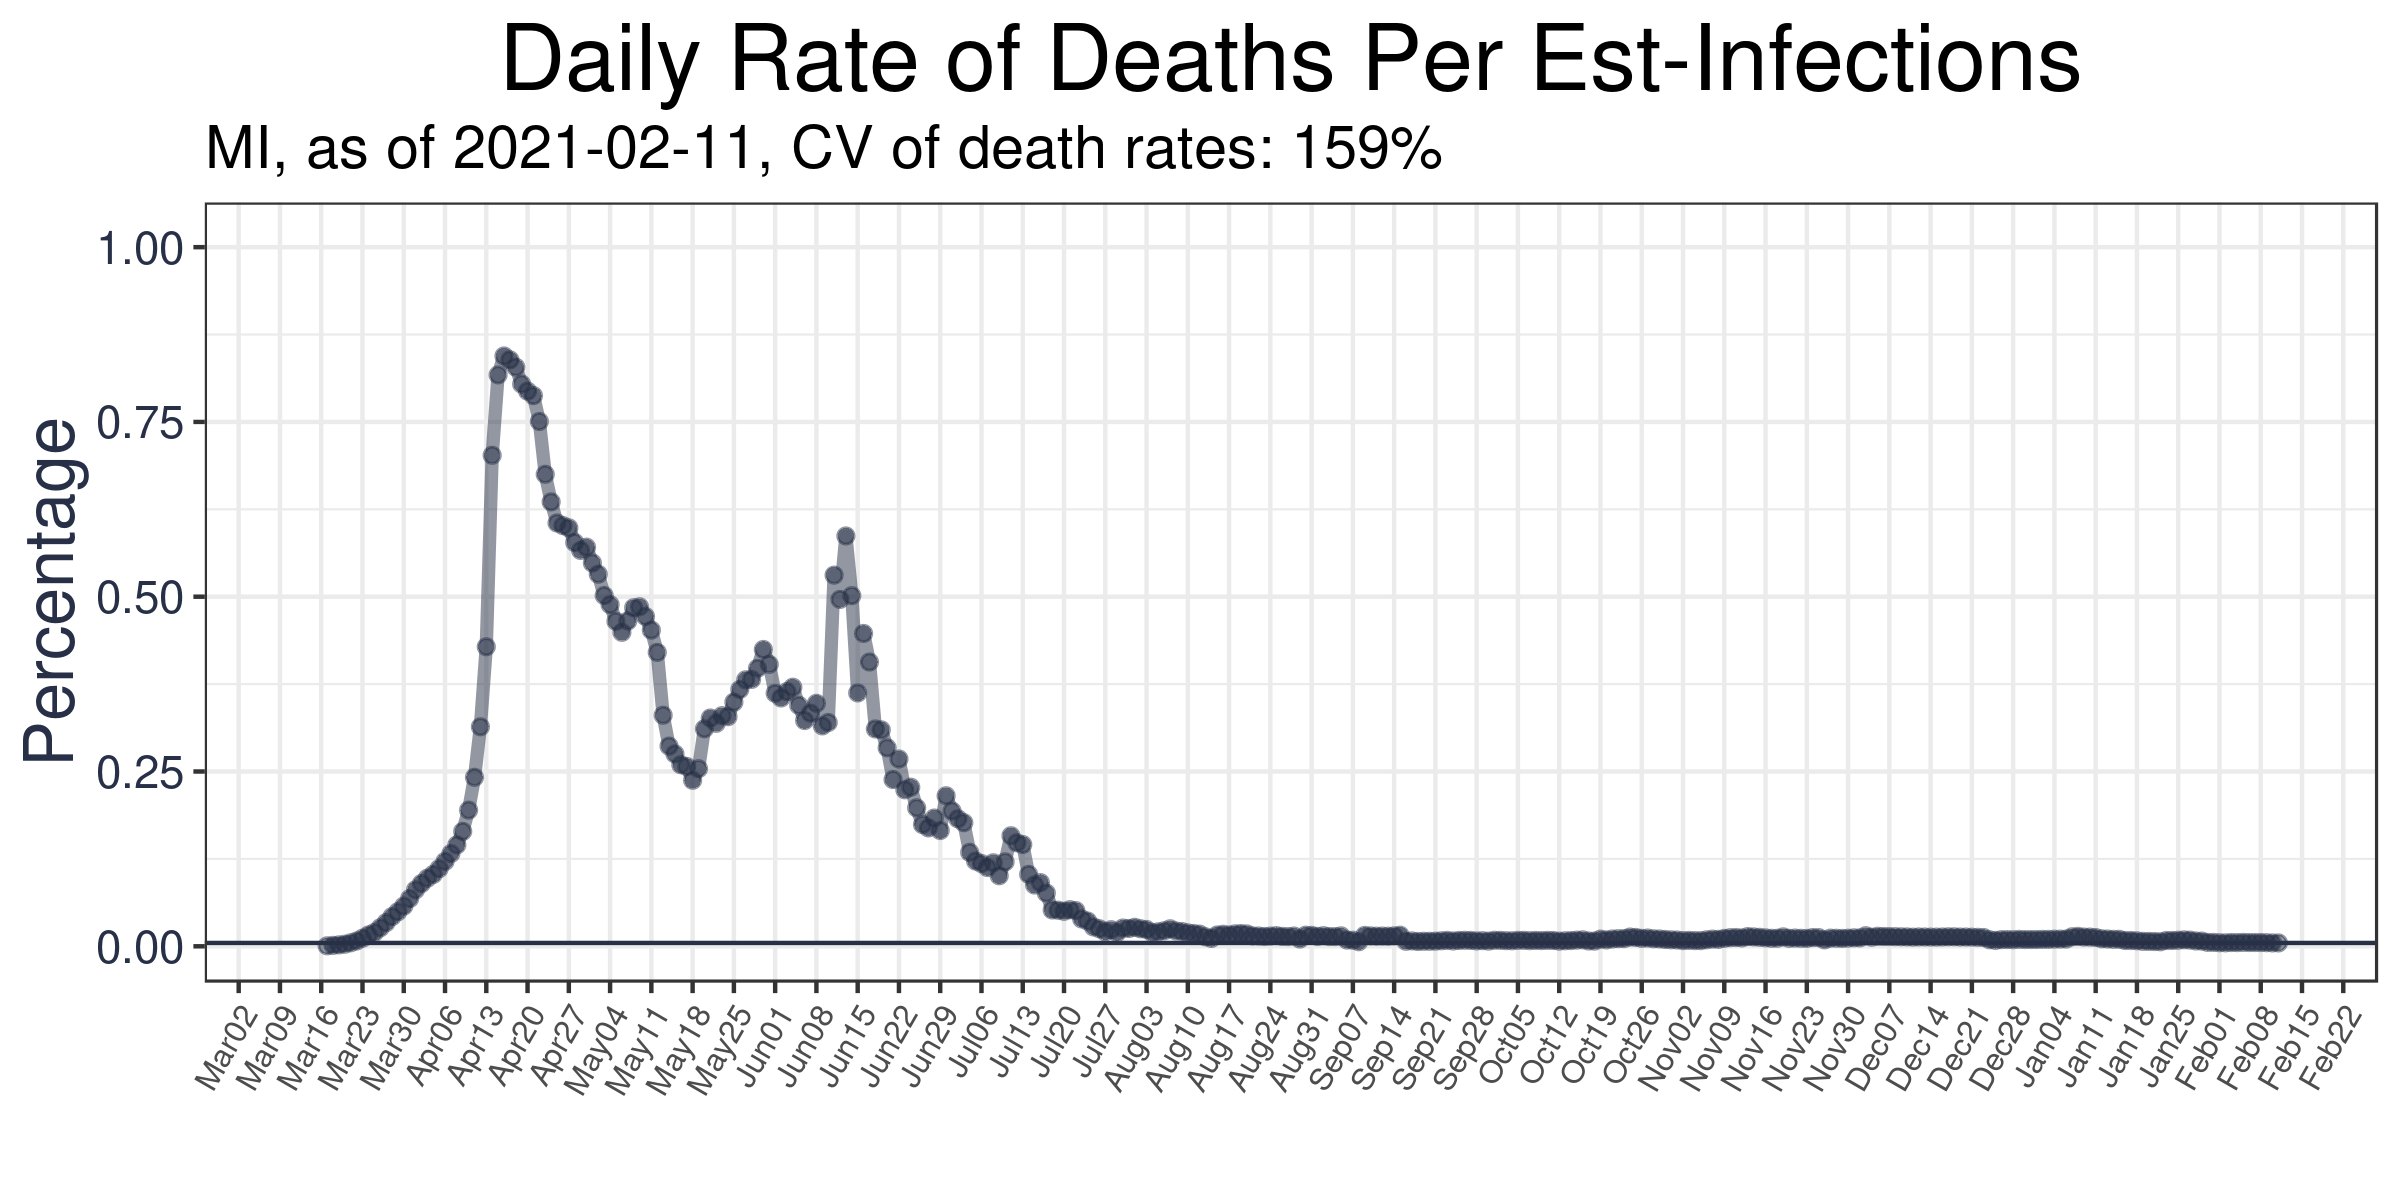 Daily Rate of Deaths Per Est-Infections
MI, as of 2021-02-11, CV of death rates: 159%
Percentage
1.00
0.75
0.50
0.25
0.00
Mar02
Mar09
Mar16
Mar23
Mar30
Apr06
Apr13
Apr20
Apr27
May04
May11
May18
May25
Jun01
Jun08
Jun15
Jun22
Jun29
Jul06
Jul13
Jul20
Jul27
Aug03
Aug10
Aug17
Aug24
Aug31
Sep07
Sep14
Sep21
Sep28
Oct05
Oct12
Oct19
Oct26
Nov02
Nov09
Nov16
Nov23
Nov30
Dec07
Dec14
Dec21
Dec28
Jan04
Jan11
Jan18
Jan25
Feb01
Feb08
Feb15
Feb22